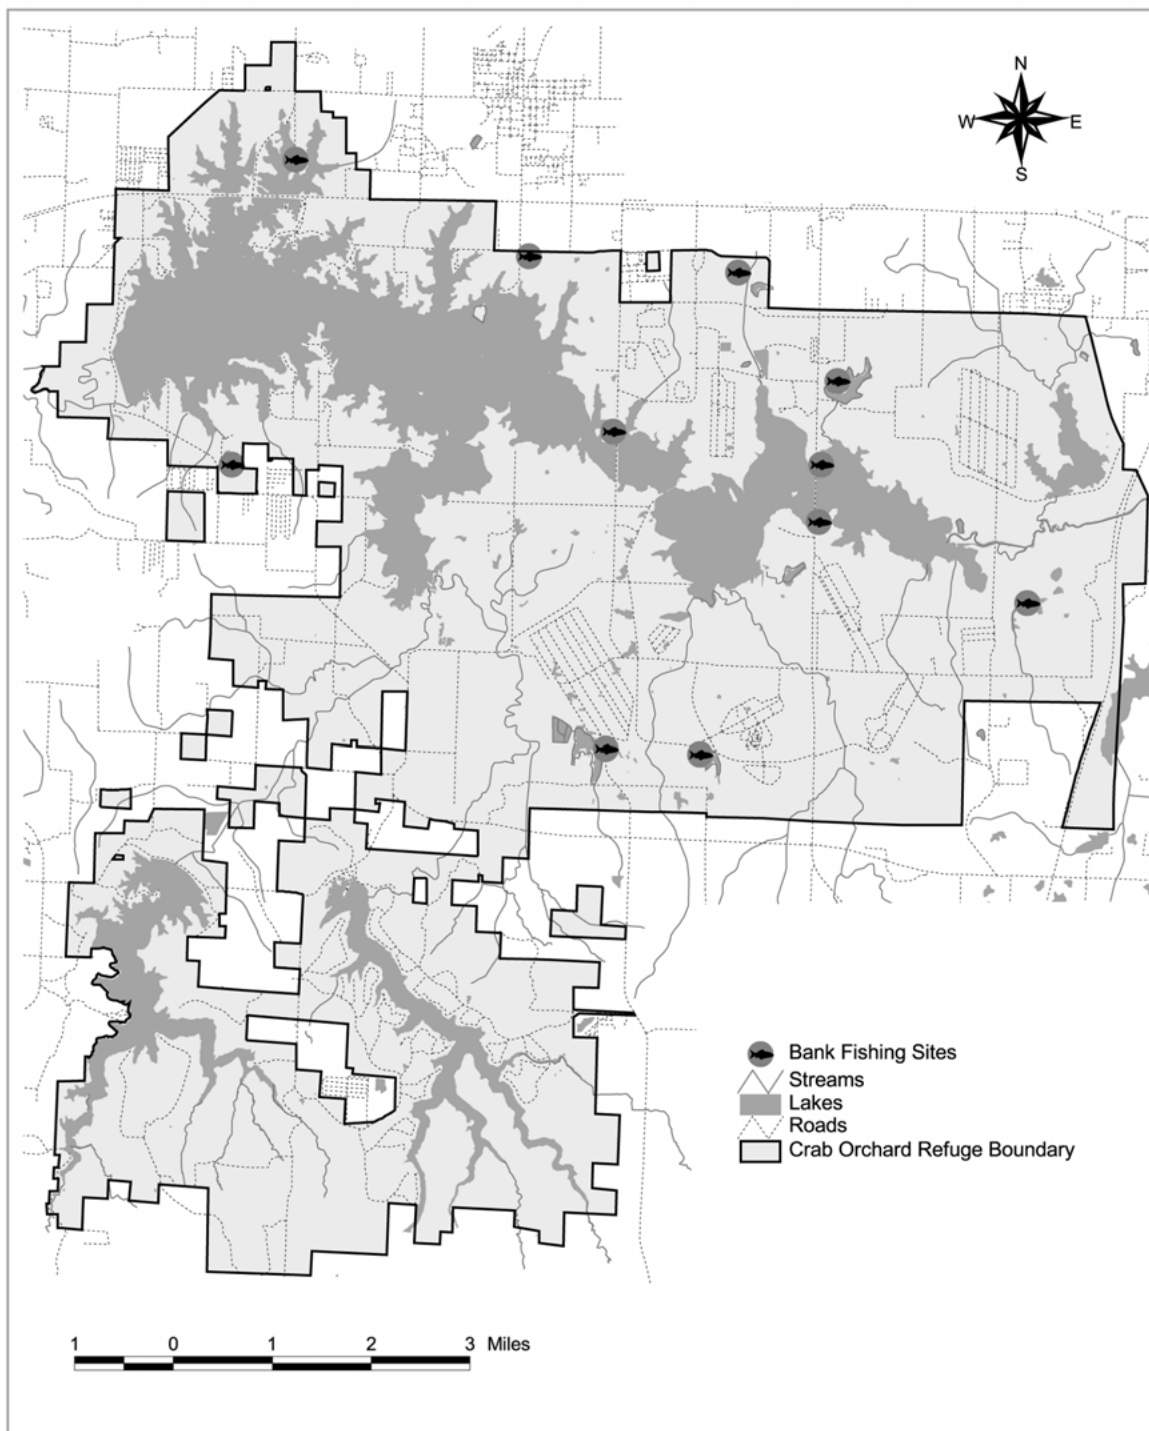 N
W E
S
Bank Fishing Sites
Streams
Lakes
Roads
Crab Orchard Refuge Boundary
1 0 1 2 3 Miles